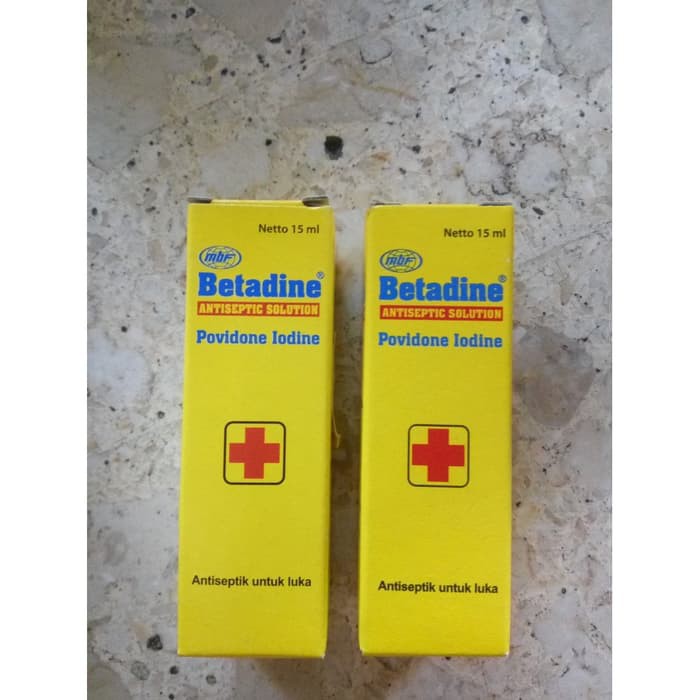 Netto 15 ml
mbf
Betadine®
ANTISEPTIC SOLUTION
Povidone Iodine
Antiseptik untuk luka
Netto 15 ml
mbf
Betadine®
ANTISEPTIC SOLUTION
Povidone Iodine
Antiseptik untuk luka